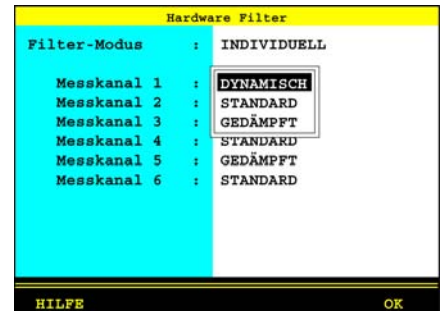 Hardware Filter
Filter-Modus : INDIVIDUELL
Messkanal 1 : DYNAMISCH
Messkanal 2 : STANDARD
Messkanal 3 : GEDÄMPFT
Messkanal 4 : STANDARD
Messkanal 5 : GEDÄMPFT
Messkanal 6 : STANDARD
HILFE OK